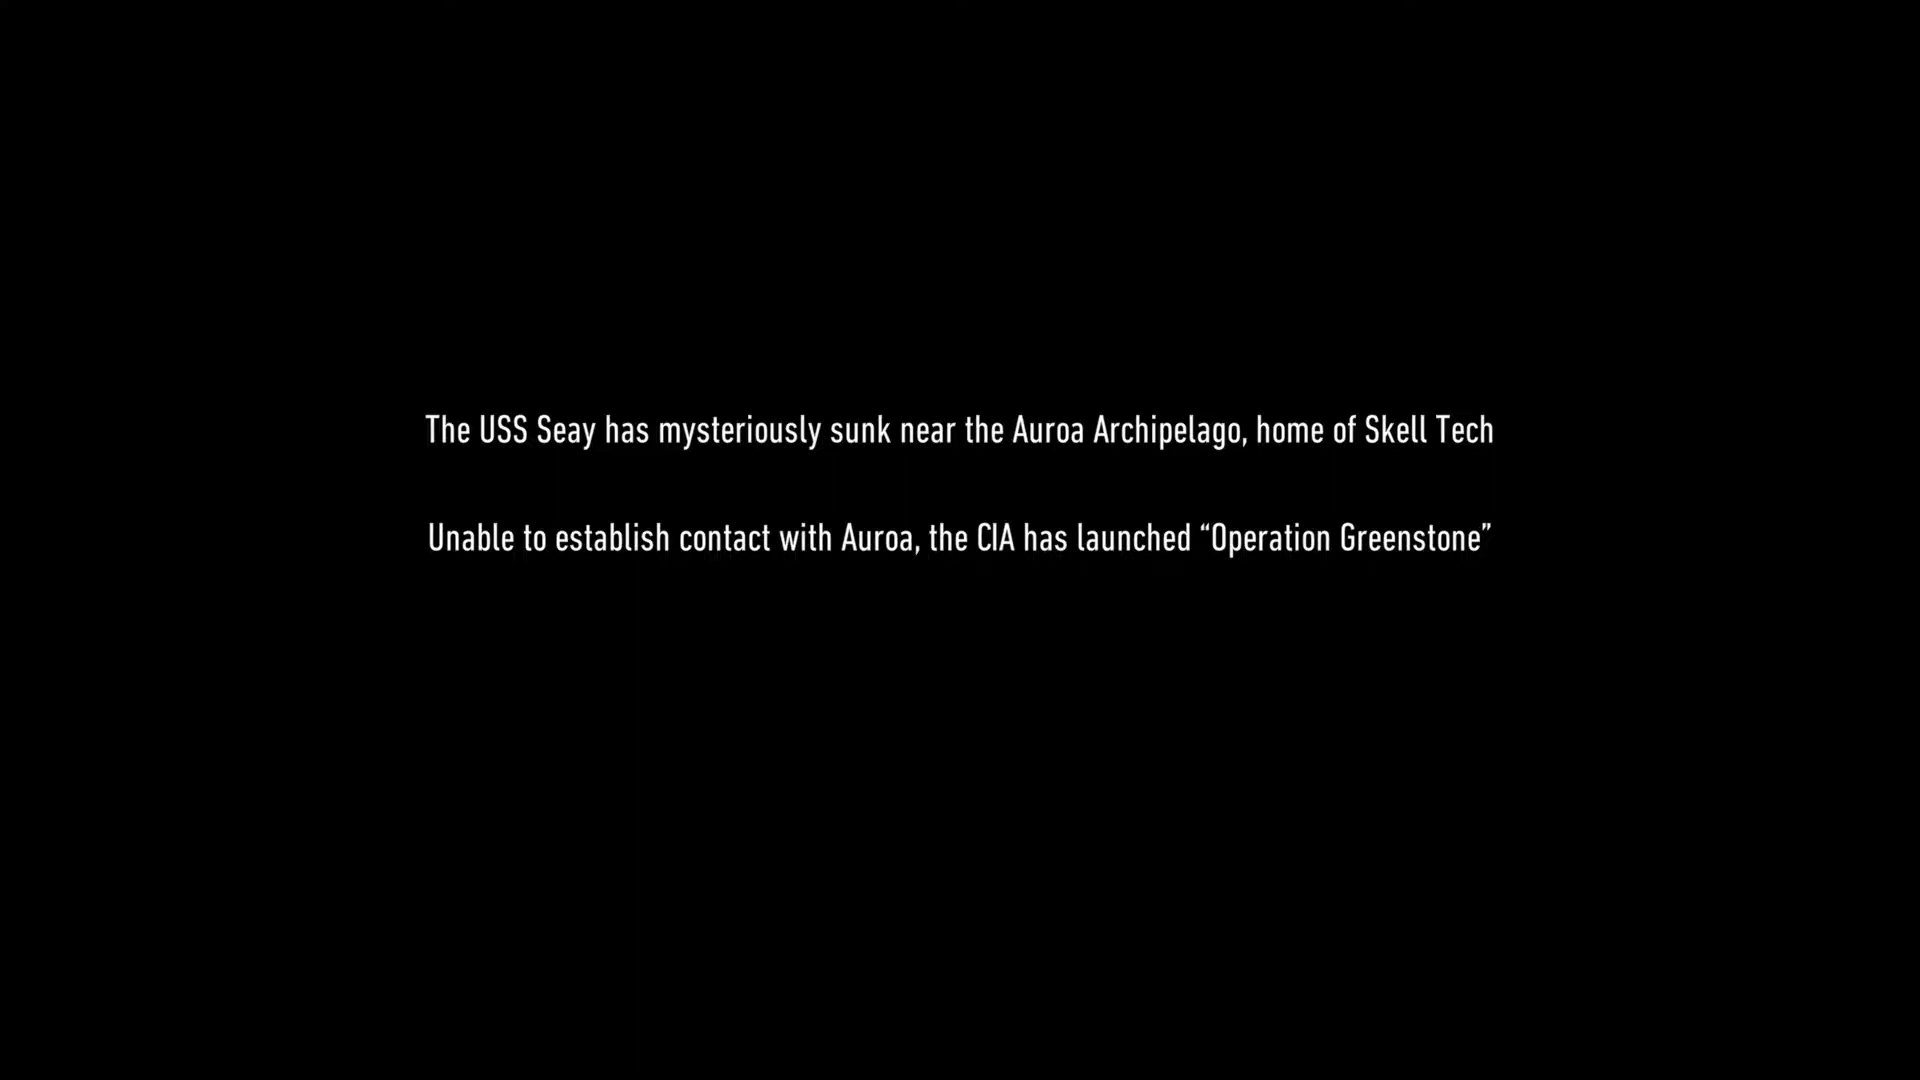 The USS Seay has mysteriously sunk near the Auroa Archipelago, home of Skell Tech
Unable to establish contact with Auroa, the CIA has launched “Operation Greenstone”